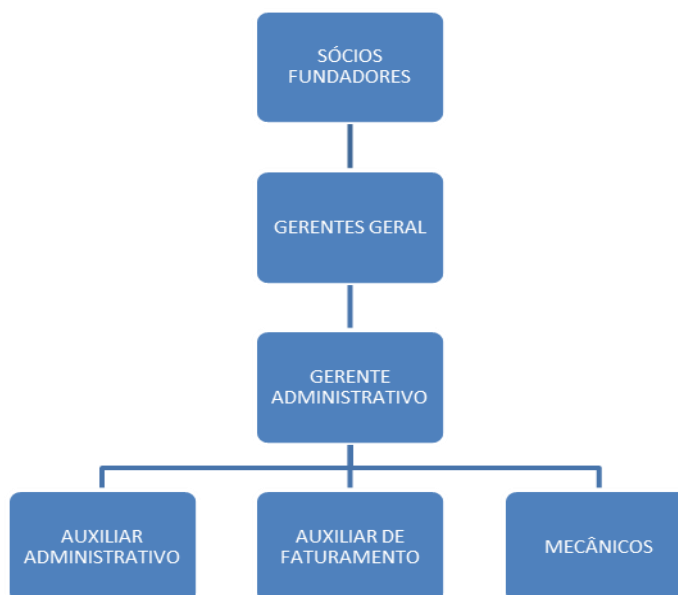 SÓCIOS
FUNDADORES
GERENTES GERAL
GERENTE
ADMINISTRATIVO
AUXILIAR
ADMINISTRATIVO
AUXILIAR DE
FATURAMENTO
MECÂNICOS